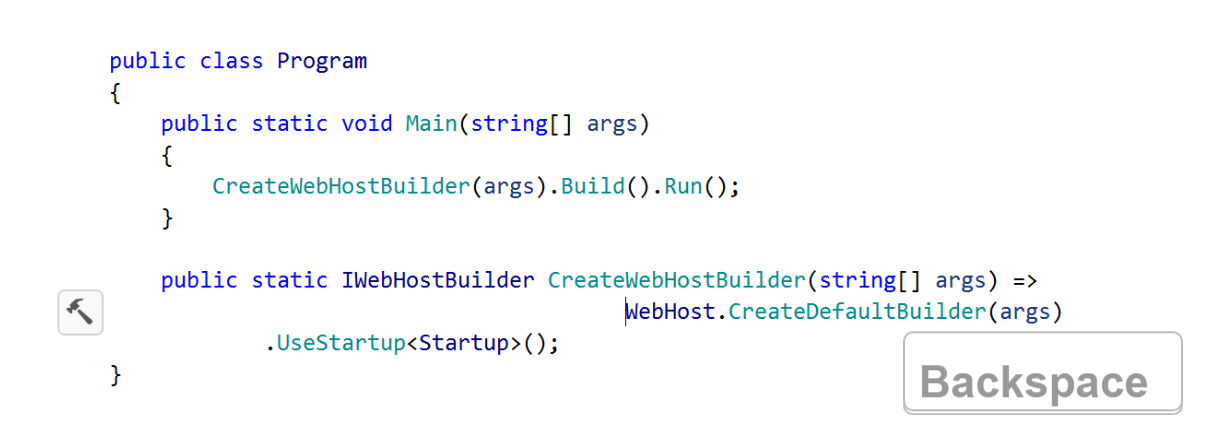 public class Program
{
    public static void Main(string[] args)
    {
        CreateWebHostBuilder(args).Build().Run();
    }

    public static IWebHostBuilder CreateWebHostBuilder(string[] args) =>
                                        WebHost.CreateDefaultBuilder(args)
            .UseStartup<Startup>();
}
Backspace